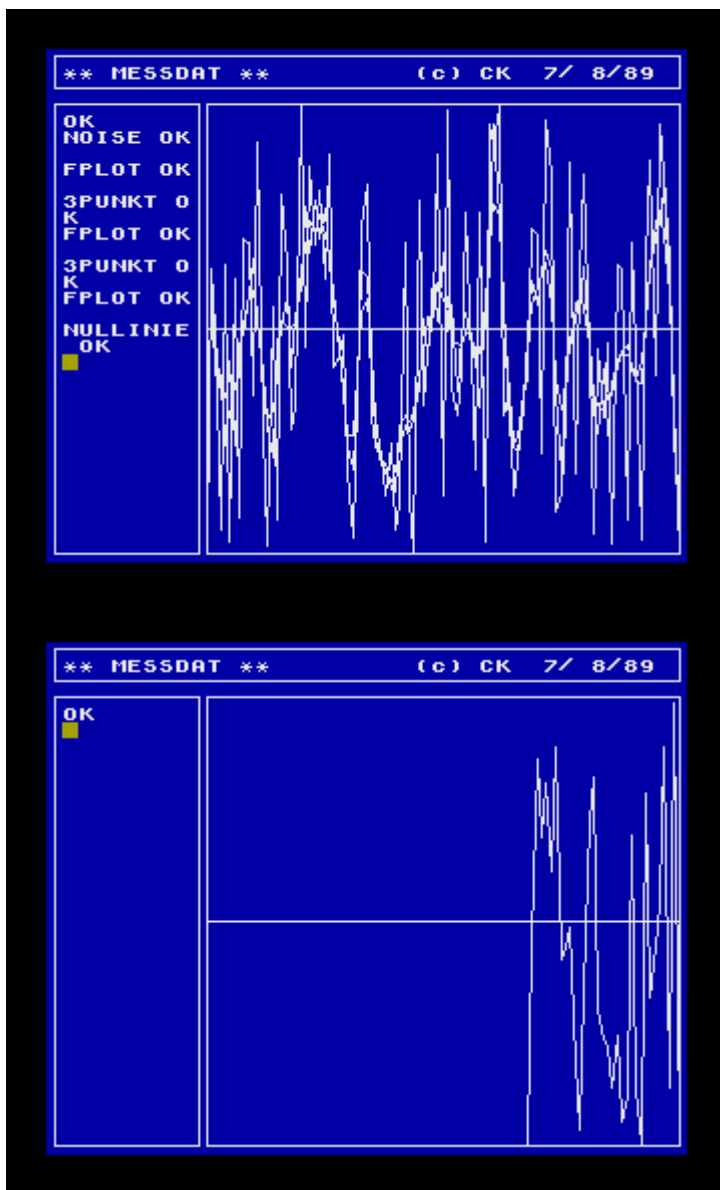 ** MESSDAT ** (c) CK 7/ 8/89
OK
NOISE OK
FPLOT OK
3PUNKT O
K
FPLOT OK
3PUNKT O
K
FPLOT OK
NULLINIE
OK
** MESSDAT ** (c) CK 7/ 8/89
OK